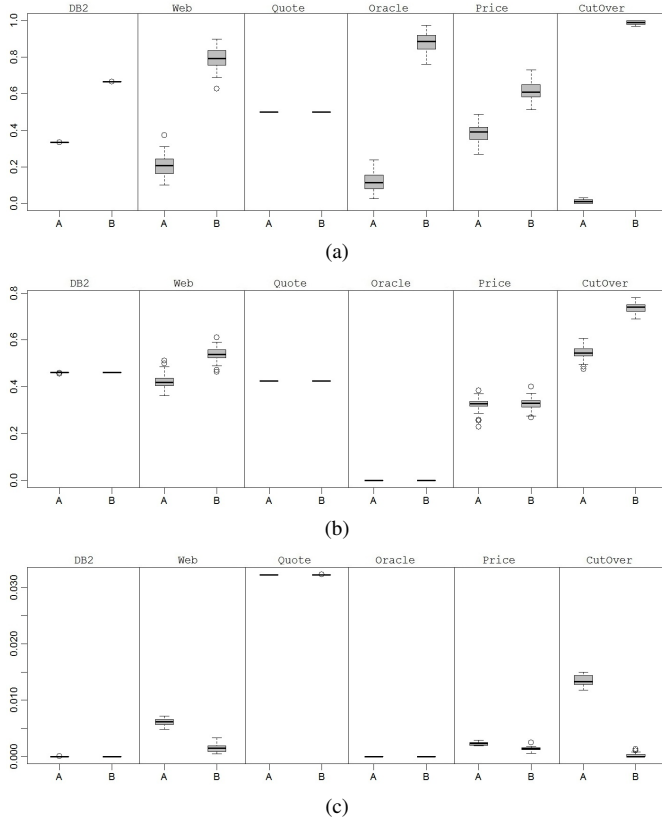 DB2 Web Quote Oracle Price CutOver
1.0
0.8
0.6
0.4
0.2
0.0
A B A B A B A B A B A B
(a)
DB2 Web Quote Oracle Price CutOver
0.8
0.6
0.4
0.2
0.0
A B A B A B A B A B A B
(b)
DB2 Web Quote Oracle Price CutOver
0.030
0.020
0.010
0.000
A B A B A B A B A B A B
(c)